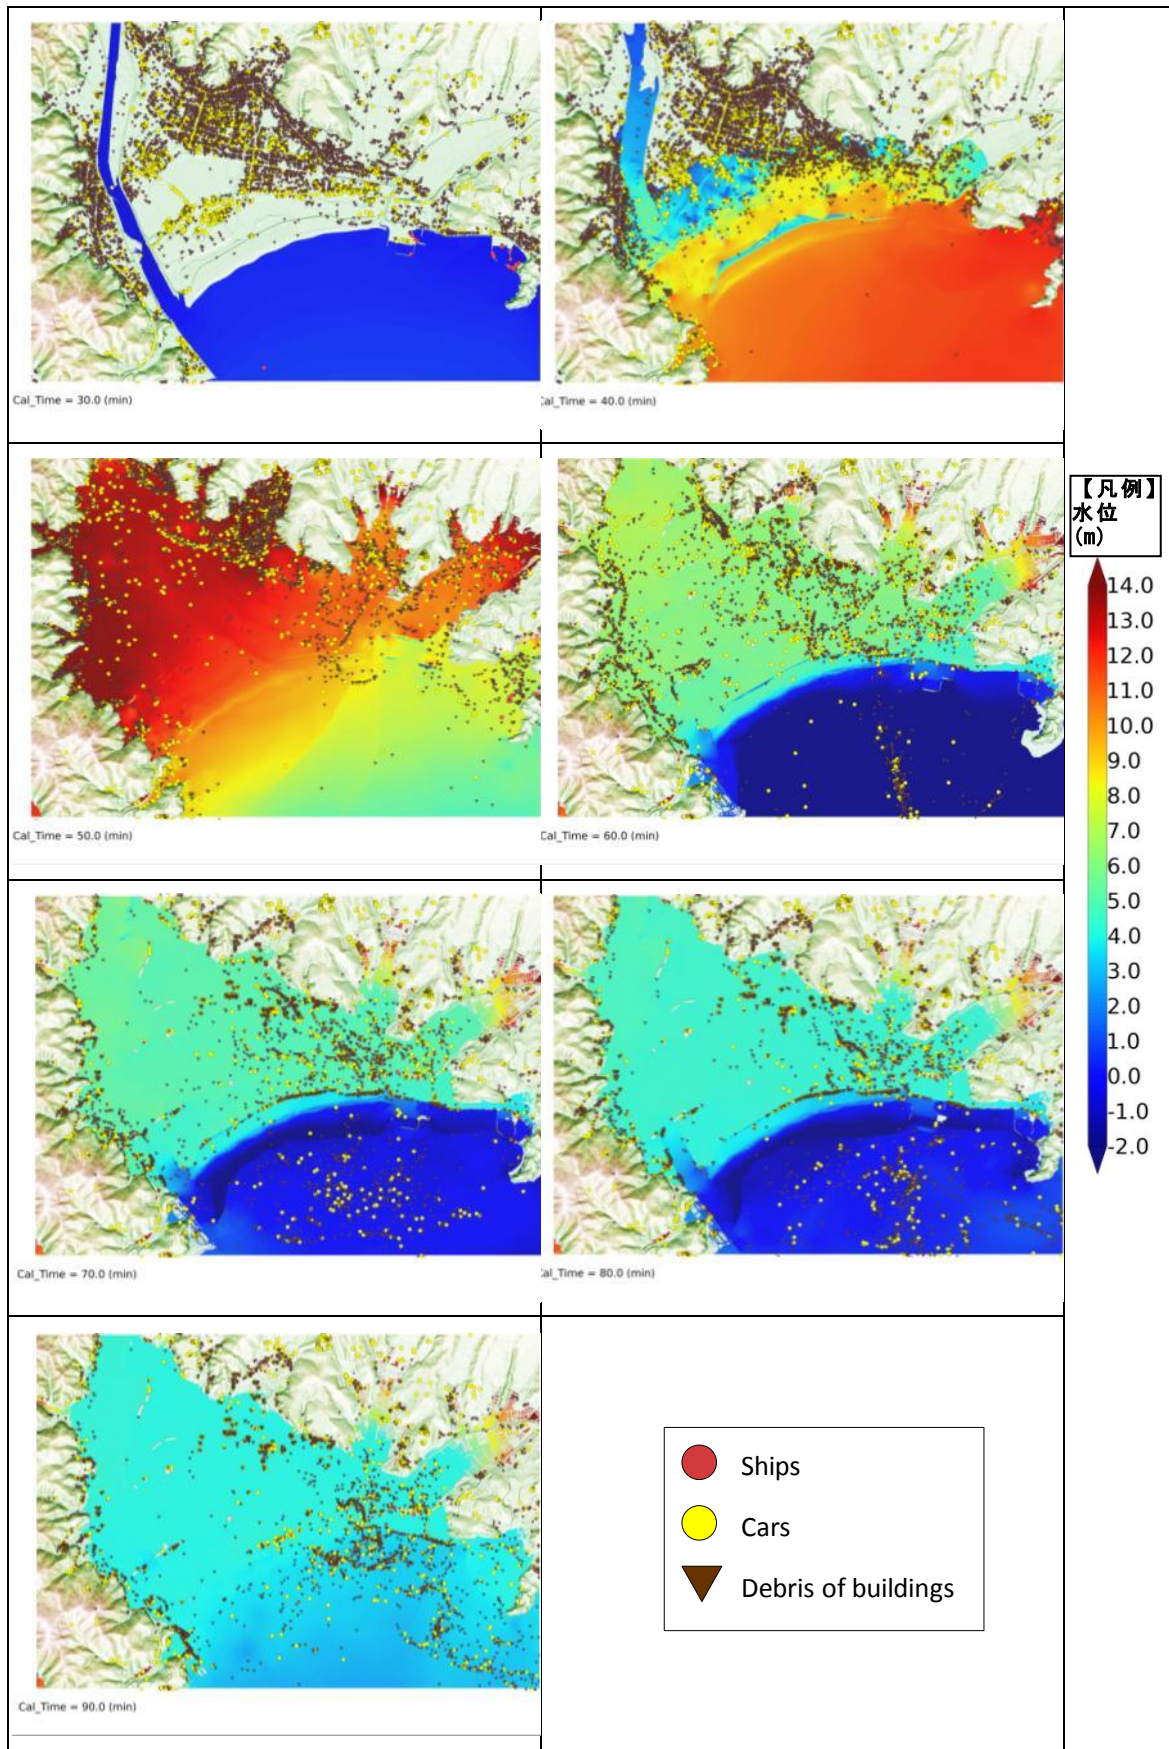 Cal_Time = 30.0 (min)
Cal_Time = 40.0 (min)
Cal_Time = 50.0 (min)
Cal_Time = 60.0 (min)
【凡例】
水位
(m)
14.0
13.0
12.0
11.0
10.0
9.0
8.0
7.0
6.0
5.0
4.0
3.0
2.0
1.0
0.0
-1.0
-2.0
Cal_Time = 70.0 (min)
Cal_Time = 80.0 (min)
Cal_Time = 90.0 (min)
Ships
Cars
Debris of buildings